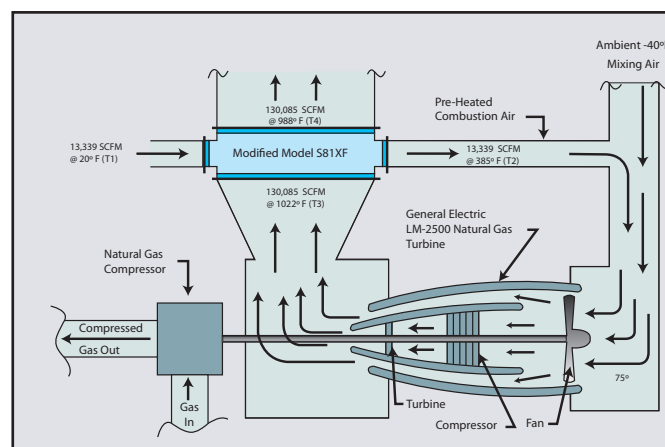 Ambient -40º
Mixing Air
130,085 SCFM
@ 988º F (T4)
Pre-Heated
Combustion Air
13,339 SCFM
@ 20º F (T1)
Modified Model S81XF
13,339 SCFM
@ 385º F (T2)
130,085 SCFM
@ 1022º F (T3)
General Electric
LM-2500 Natural Gas
Turbine
Natural Gas
Compressor
Compressed
Gas Out
75º
Gas
In
Turbine
Compressor
Fan